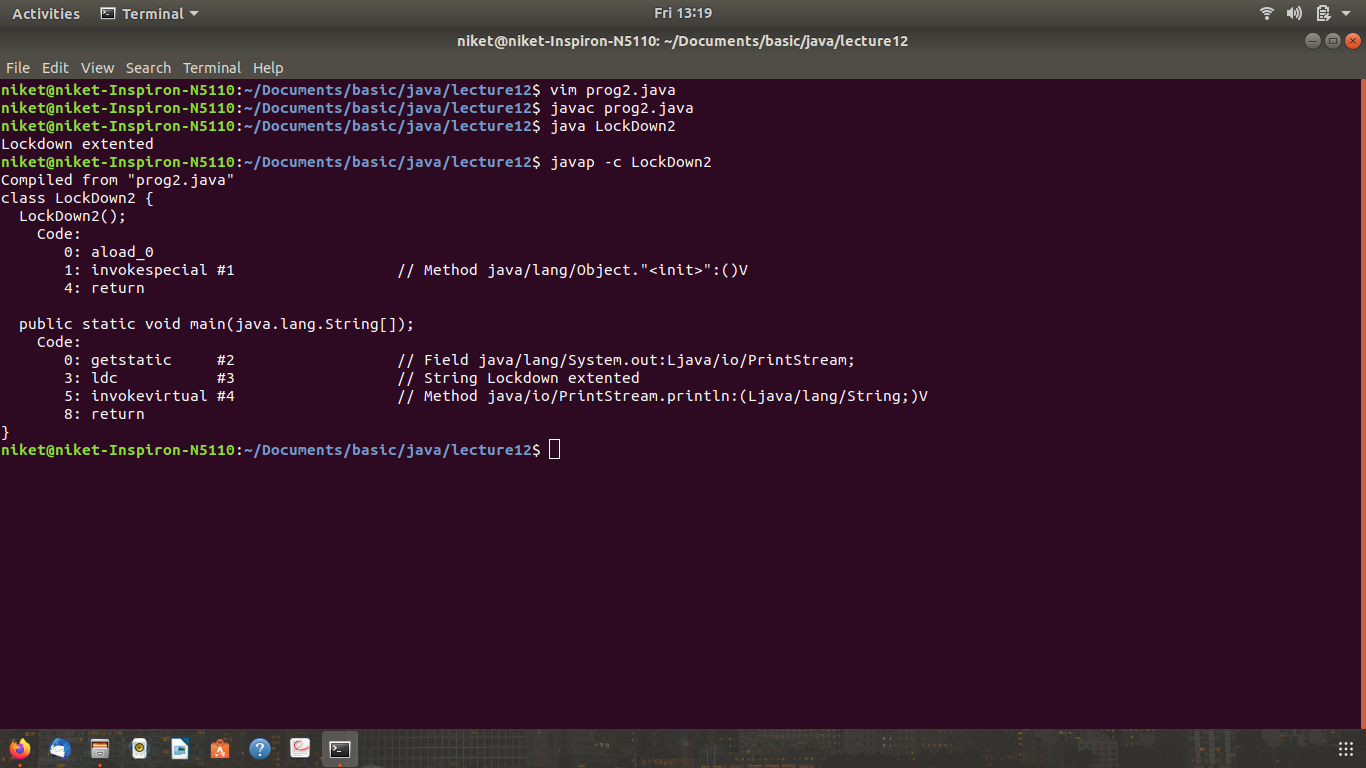 Activities Terminal Fri 13:19
niket@niket-Inspiron-N5110: ~/Documents/basic/java/lecture12
File Edit View Search Terminal Help
niket@niket-Inspiron-N5110:~/Documents/basic/java/lecture12$ vim prog2.java
niket@niket-Inspiron-N5110:~/Documents/basic/java/lecture12$ javac prog2.java
niket@niket-Inspiron-N5110:~/Documents/basic/java/lecture12$ java LockDown2
Lockdown extented
niket@niket-Inspiron-N5110:~/Documents/basic/java/lecture12$ javap -c LockDown2
Compiled from "prog2.java"
class LockDown2 {
  LockDown2();
    Code:
       0: aload_0
       1: invokespecial #1                  // Method java/lang/Object."<init>":()V
       4: return
  public static void main(java.lang.String[]);
    Code:
       0: getstatic     #2                  // Field java/lang/System.out:Ljava/io/PrintStream;
       3: ldc           #3                  // String Lockdown extented
       5: invokevirtual #4                  // Method java/io/PrintStream.println:(Ljava/lang/String;)V
       8: return
}
niket@niket-Inspiron-N5110:~/Documents/basic/java/lecture12$